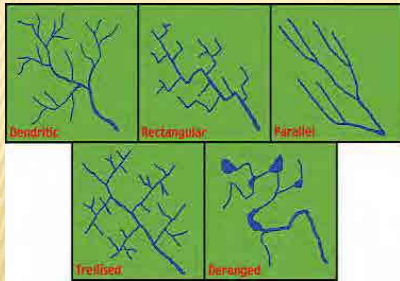 Dendritic
Rectangular
Parallel
Trellised
Deranged